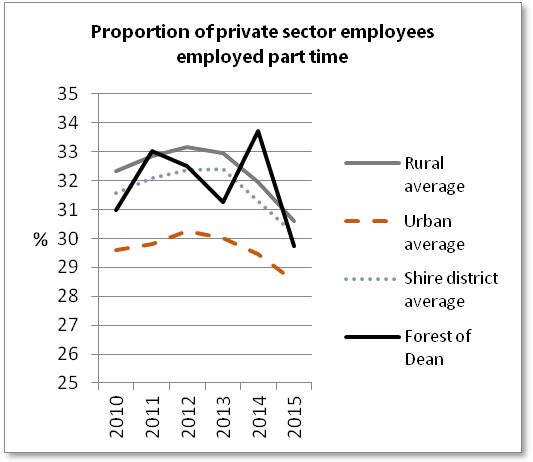 Proportion of private sector employees
employed part time
35
34
33
32
31
30
29
28
27
26
25
%
2010
2011
2012
2013
2014
2015
Rural
average
Urban
average
Shire district
average
Forest of
Dean